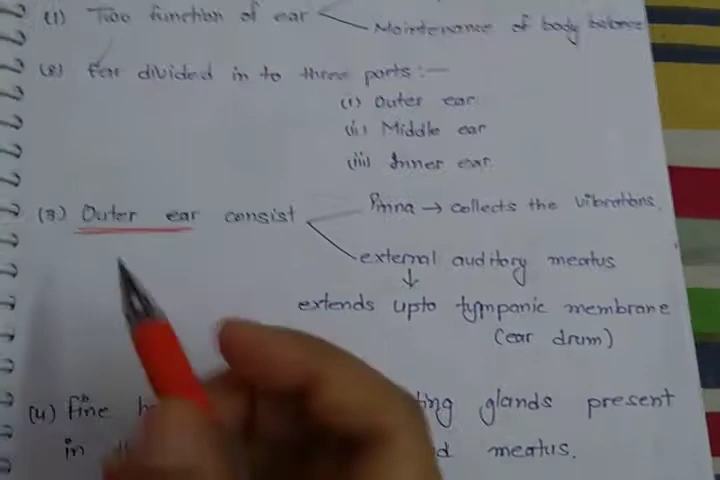 (1) Two function of ear
Maintenance of body balance
(2) Ear divided in to three parts :-
(i) Outer ear
(ii) Middle ear
(iii) Inner ear
(3) Outer ear consist
Pinna → collects the vibrations.
external auditory meatus
↓
extends upto tympanic membrane
(ear drum)
(4) Fine glands present
in meatus.